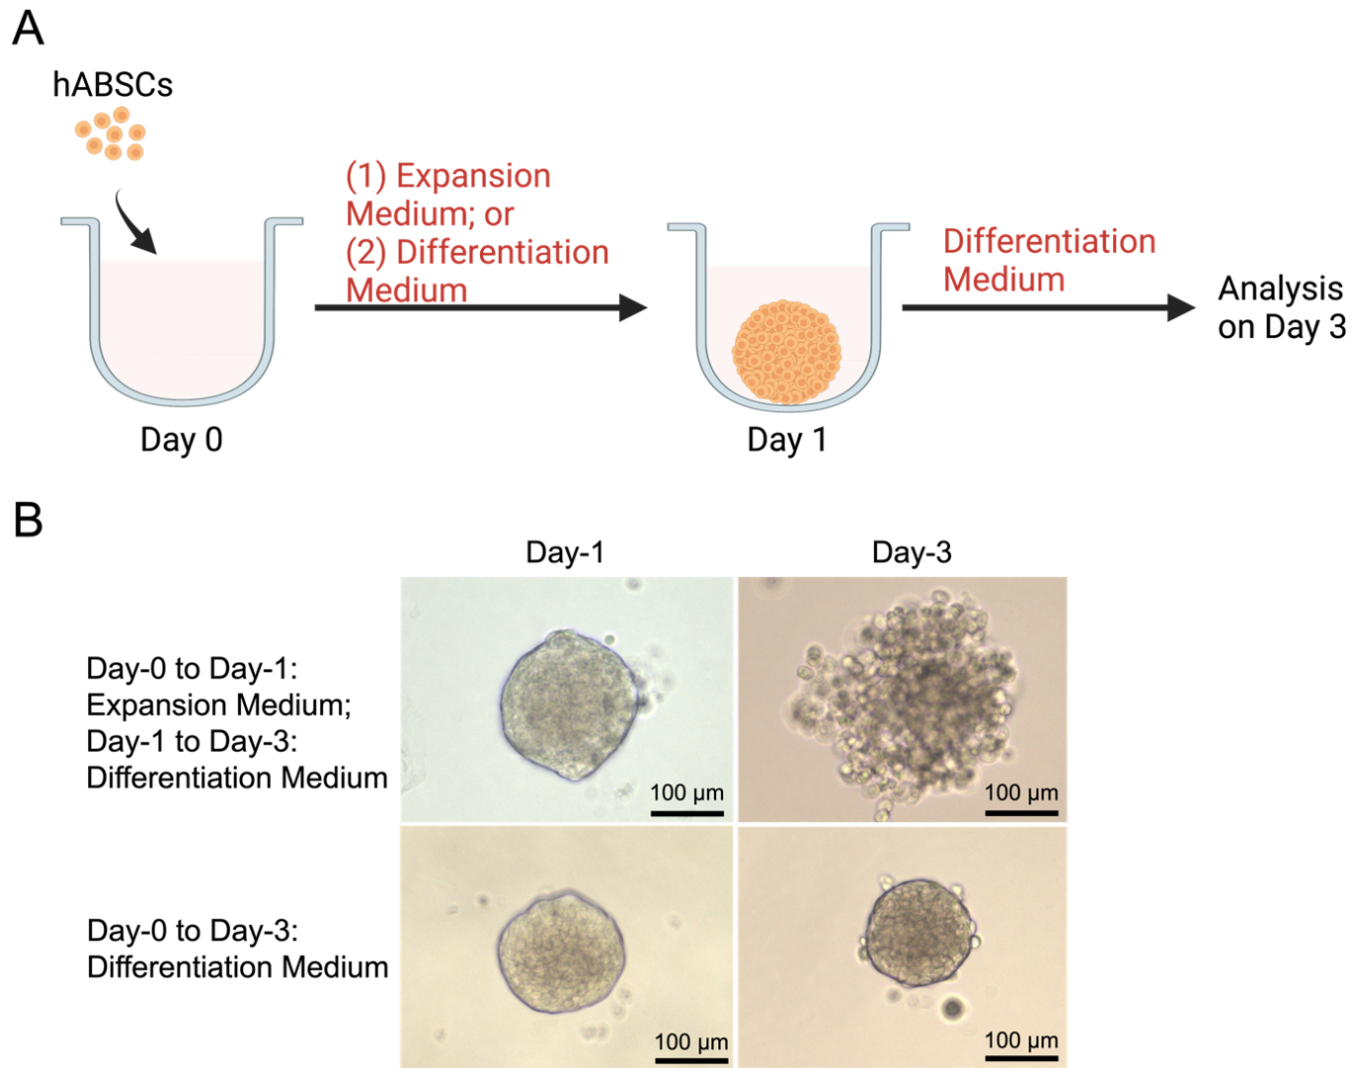 A
hABSCs
(1) Expansion
Medium; or
(2) Differentiation
Medium
Differentiation
Medium
Analysis
on Day 3
Day 0
Day 1
B
Day-1
Day-3
Day-0 to Day-1:
Expansion Medium;
Day-1 to Day-3:
Differentiation Medium
100 µm
100 µm
Day-0 to Day-3:
Differentiation Medium
100 µm
100 µm